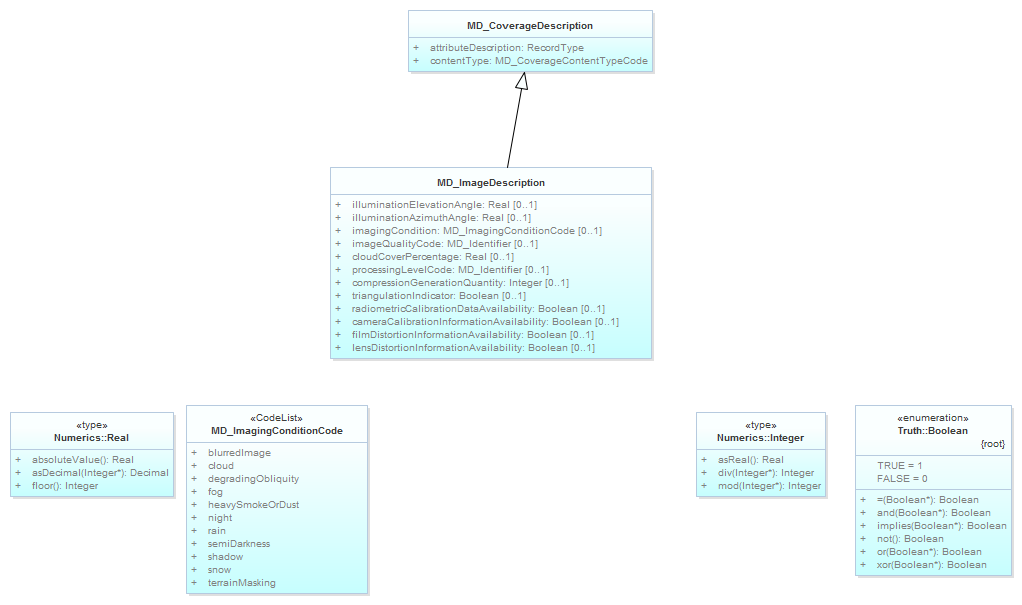 MD_CoverageDescription
+ attributeDescription: RecordType
+ contentType: MD_CoverageContentTypeCode
MD_ImageDescription
+ illuminationElevationAngle: Real [0..1]
+ illuminationAzimuthAngle: Real [0..1]
+ imagingCondition: MD_ImagingConditionCode [0..1]
+ imageQualityCode: MD_Identifier [0..1]
+ cloudCoverPercentage: Real [0..1]
+ processingLevelCode: MD_Identifier [0..1]
+ compressionGenerationQuantity: Integer [0..1]
+ triangulationIndicator: Boolean [0..1]
+ radiometricCalibrationDataAvailability: Boolean [0..1]
+ cameraCalibrationInformationAvailability: Boolean [0..1]
+ filmDistortionInformationAvailability: Boolean [0..1]
+ lensDistortionInformationAvailability: Boolean [0..1]
«type»
Numerics::Real
+ absoluteValue(): Real
+ asDecimal(Integer*): Decimal
+ floor(): Integer
«CodeList»
MD_ImagingConditionCode
+ blurredImage
+ cloud
+ degradingObliquity
+ fog
+ heavySmokeOrDust
+ night
+ rain
+ semiDarkness
+ shadow
+ snow
+ terrainMasking
«type»
Numerics::Integer
+ asReal(): Real
+ div(Integer*): Integer
+ mod(Integer*): Integer
«enumeration»
Truth::Boolean
{root}
TRUE = 1
FALSE = 0
+ =(Boolean*): Boolean
+ and(Boolean*): Boolean
+ implies(Boolean*): Boolean
+ not(): Boolean
+ or(Boolean*): Boolean
+ xor(Boolean*): Boolean